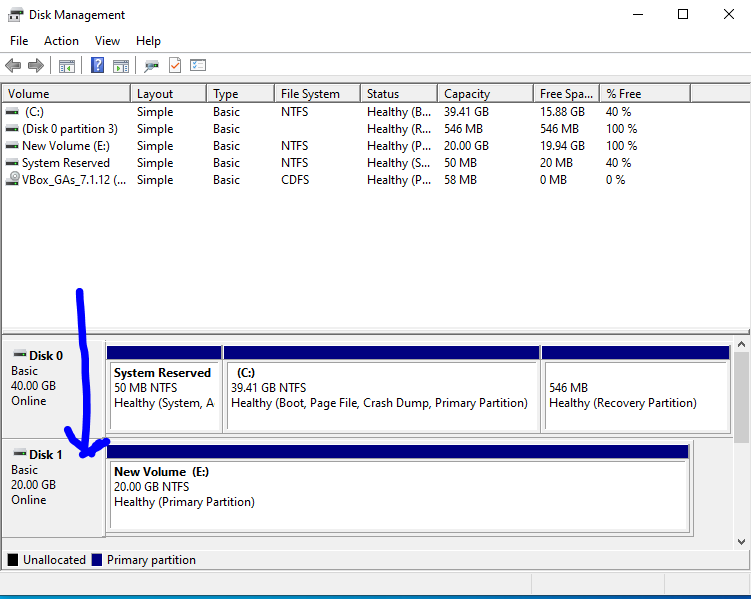 Disk Management
File Action View Help
Volume Layout Type File System Status Capacity Free Spa... % Free
(C:) Simple Basic NTFS Healthy (B... 39.41 GB 15.88 GB 40 %
(Disk 0 partition 3) Simple Basic Healthy (R... 546 MB 546 MB 100 %
New Volume (E:) Simple Basic NTFS Healthy (P... 20.00 GB 19.94 GB 100 %
System Reserved Simple Basic NTFS Healthy (S... 50 MB 20 MB 40 %
VBox_GAs_7.1.12 (... Simple Basic CDFS Healthy (P... 58 MB 0 MB 0 %
Disk 0
Basic
40.00 GB
Online
System Reserved
50 MB NTFS
Healthy (System, A
(C:)
39.41 GB NTFS
Healthy (Boot, Page File, Crash Dump, Primary Partition)
546 MB
Healthy (Recovery Partition)
Disk 1
Basic
20.00 GB
Online
New Volume (E:)
20.00 GB NTFS
Healthy (Primary Partition)
Unallocated Primary partition